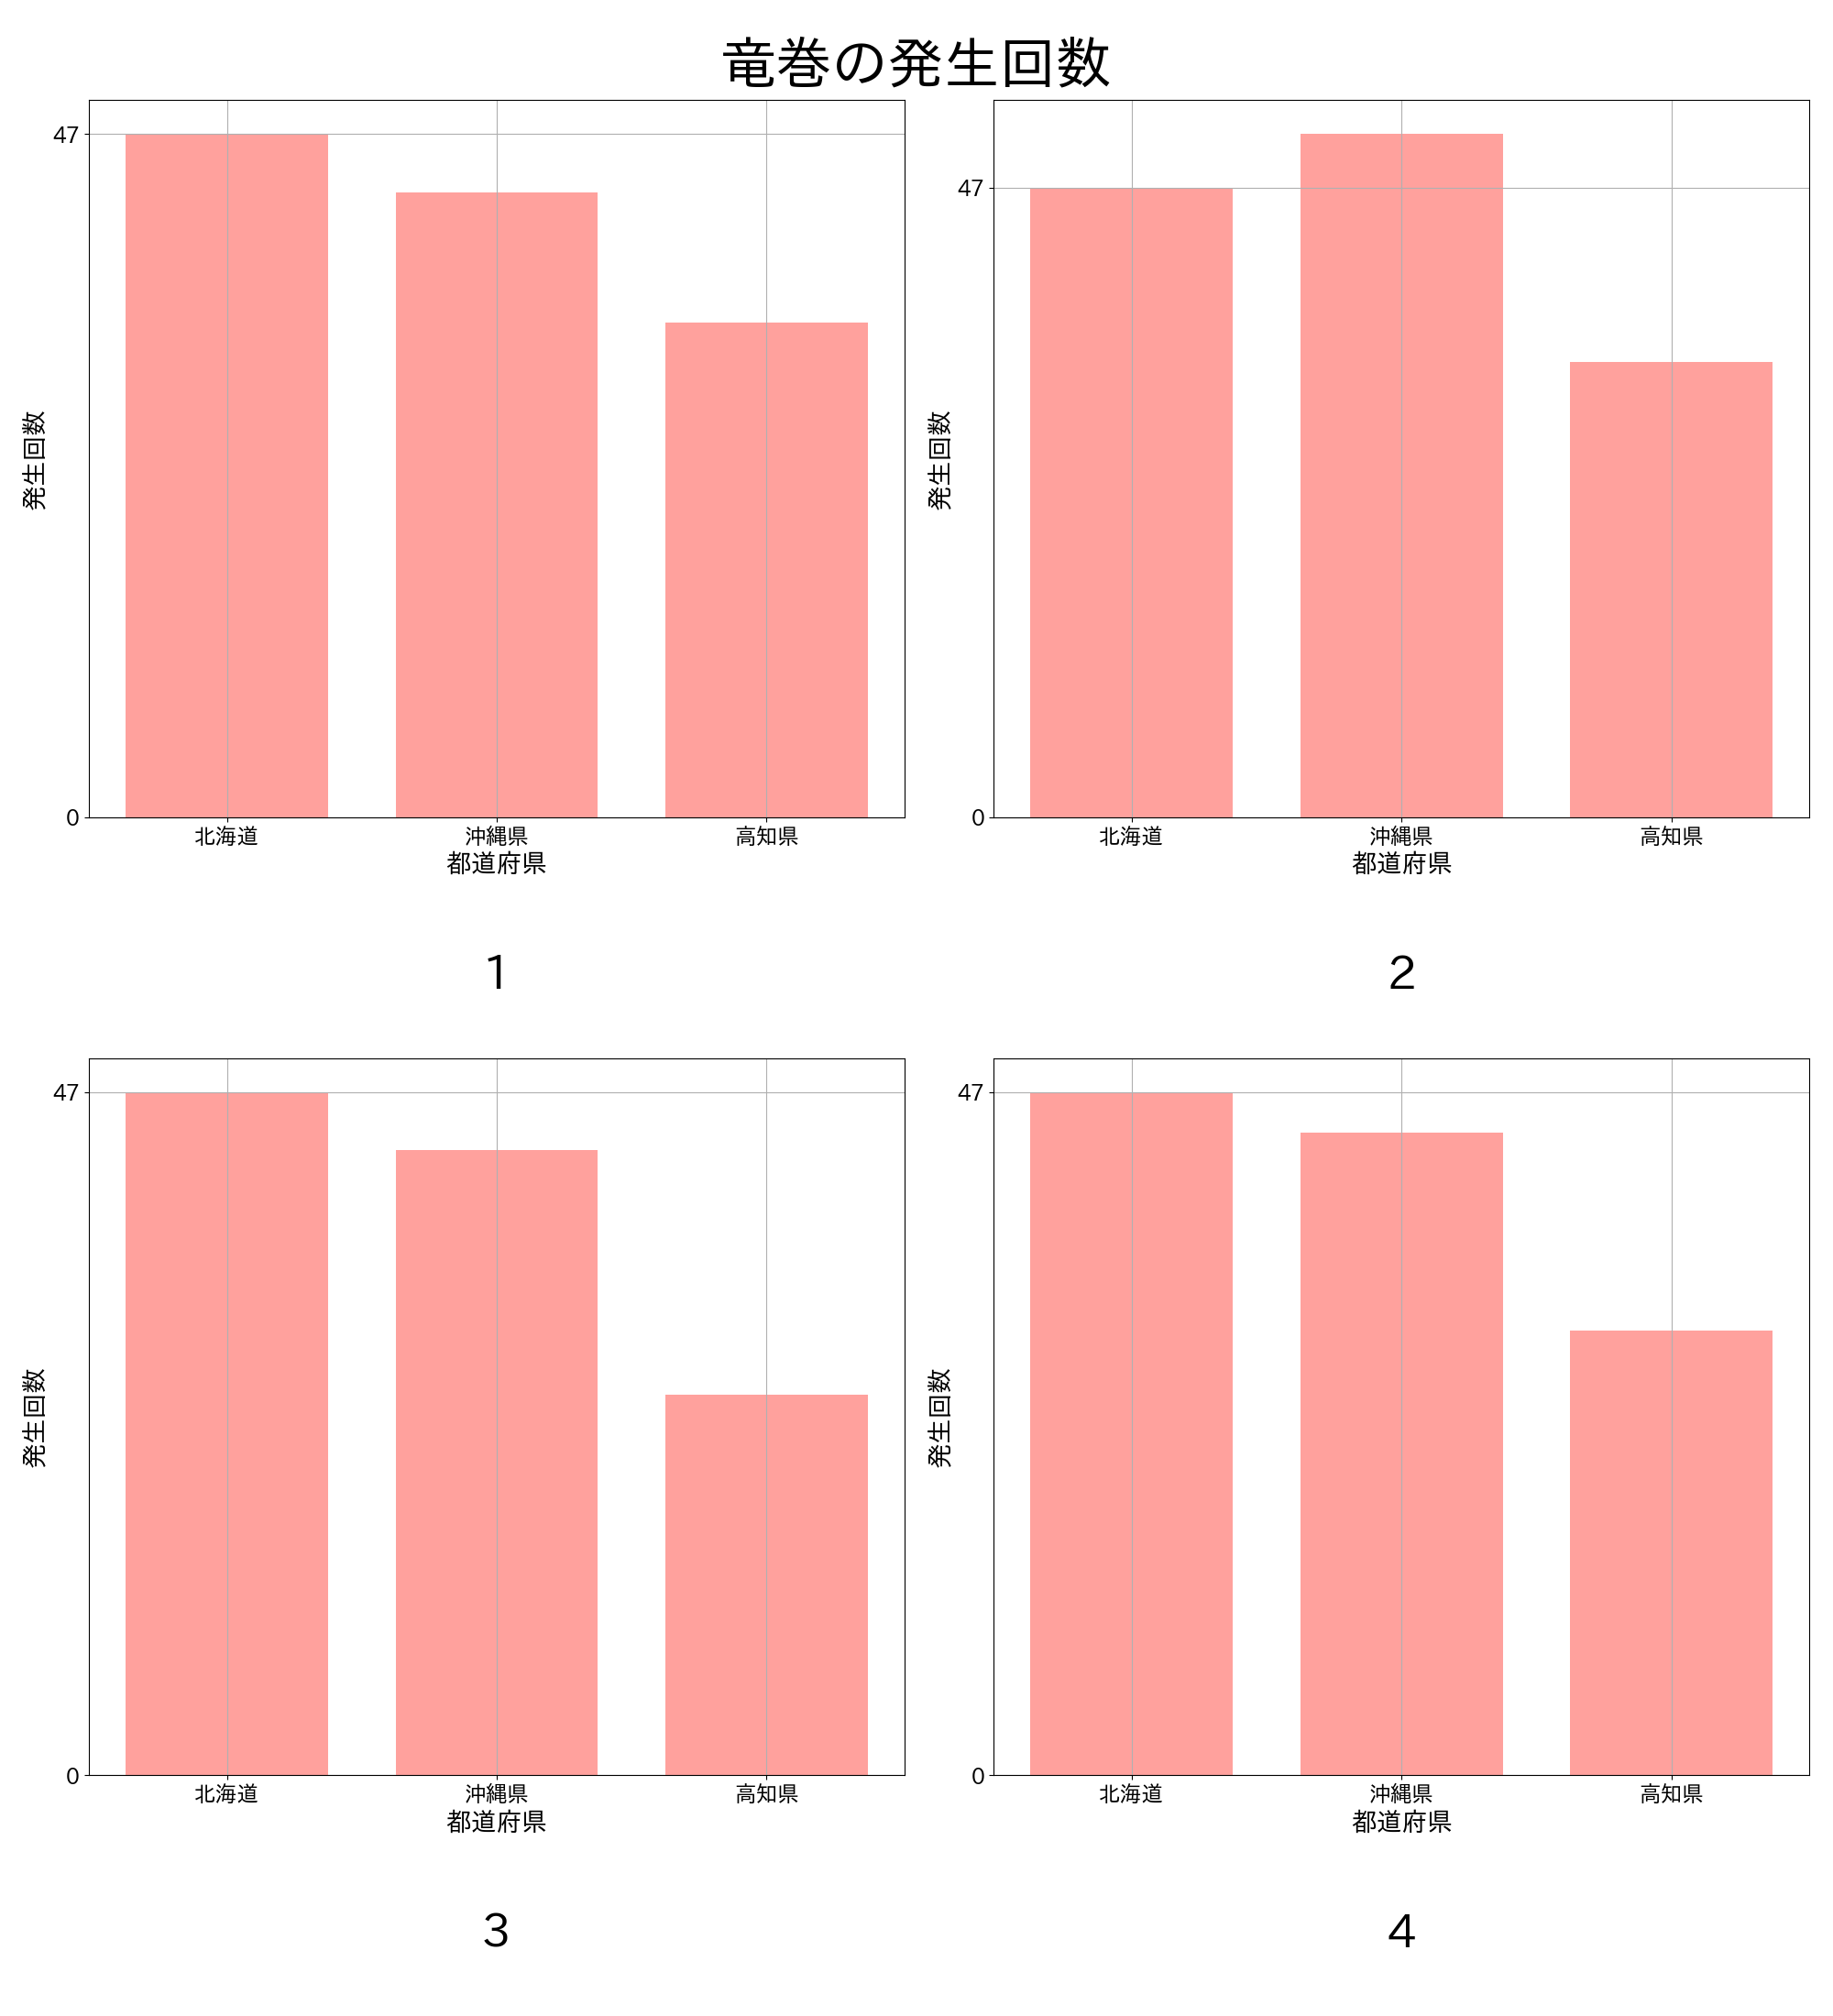 竜巻の発生回数
47
0
発生回数
北海道 沖縄県 高知県
都道府県
1
47
0
発生回数
北海道 沖縄県 高知県
都道府県
2
47
0
発生回数
北海道 沖縄県 高知県
都道府県
3
47
0
発生回数
北海道 沖縄県 高知県
都道府県
4